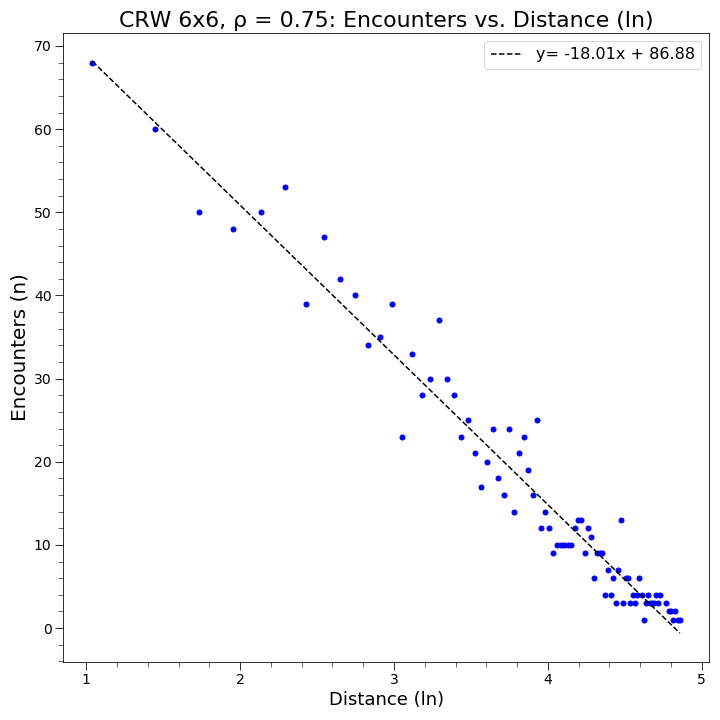 CRW 6x6, ρ = 0.75: Encounters vs. Distance (ln)
y= -18.01x + 86.88
Encounters (n)
70
60
50
40
30
20
10
0
1 2 3 4 5
Distance (ln)